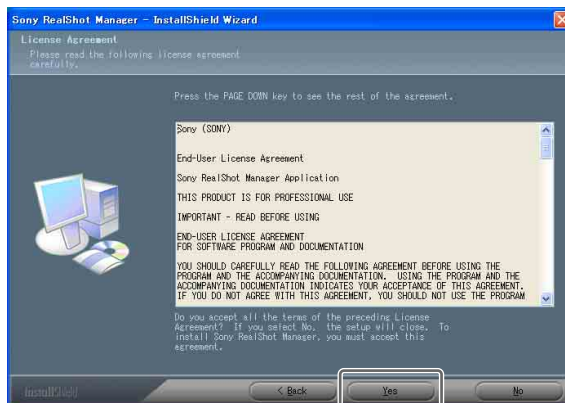 Sony RealShot Manager - InstallShield Wizard
License Agreement
Please read the following license agreement
carefully.
Press the PAGE DOWN key to see the rest of the agreement.
Sony (SONY)
End-User License Agreement
Sony RealShot Manager Application
THIS PRODUCT IS FOR PROFESSIONAL USE
IMPORTANT - READ BEFORE USING
END-USER LICENSE AGREEMENT
FOR SOFTWARE PROGRAM AND DOCUMENTATION
YOU SHOULD CAREFULLY READ THE FOLLOWING AGREEMENT BEFORE USING THE
PROGRAM AND THE ACCOMPANYING DOCUMENTATION. USING THE PROGRAM AND THE
ACCOMPANYING DOCUMENTATION INDICATES YOUR ACCEPTANCE OF THIS AGREEMENT.
IF YOU DO NOT AGREE WITH THIS AGREEMENT, YOU SHOULD NOT USE THE PROGRAM
Do you accept all the terms of the preceding License
Agreement? If you select No, the setup will close. To
install Sony RealShot Manager, you must accept this
agreement.
InstallShield
< Back
Yes
No